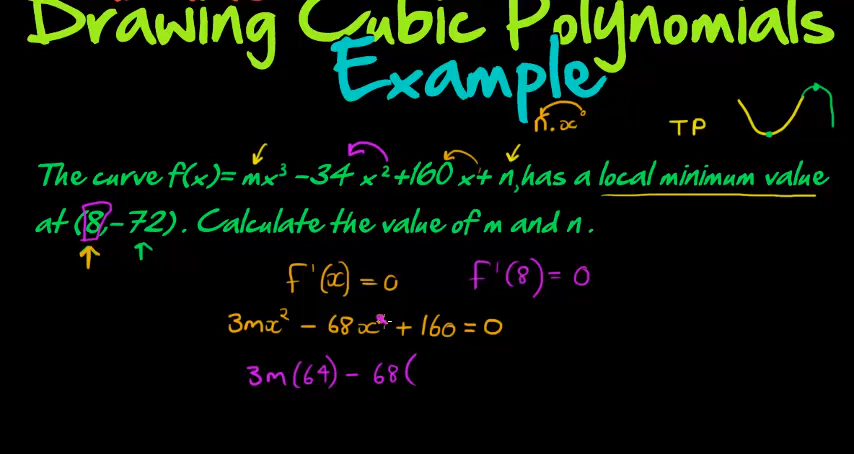 Drawing Cubic Polynomials
Example
n.x°
TP
The curve f(x)= mx³ -34 x² +160 x + n, has a local minimum value
at (8,-72). Calculate the value of m and n.
f'(x) = 0 f'(8) = 0
3mx² - 68x + 160 = 0
3m(64) - 68(